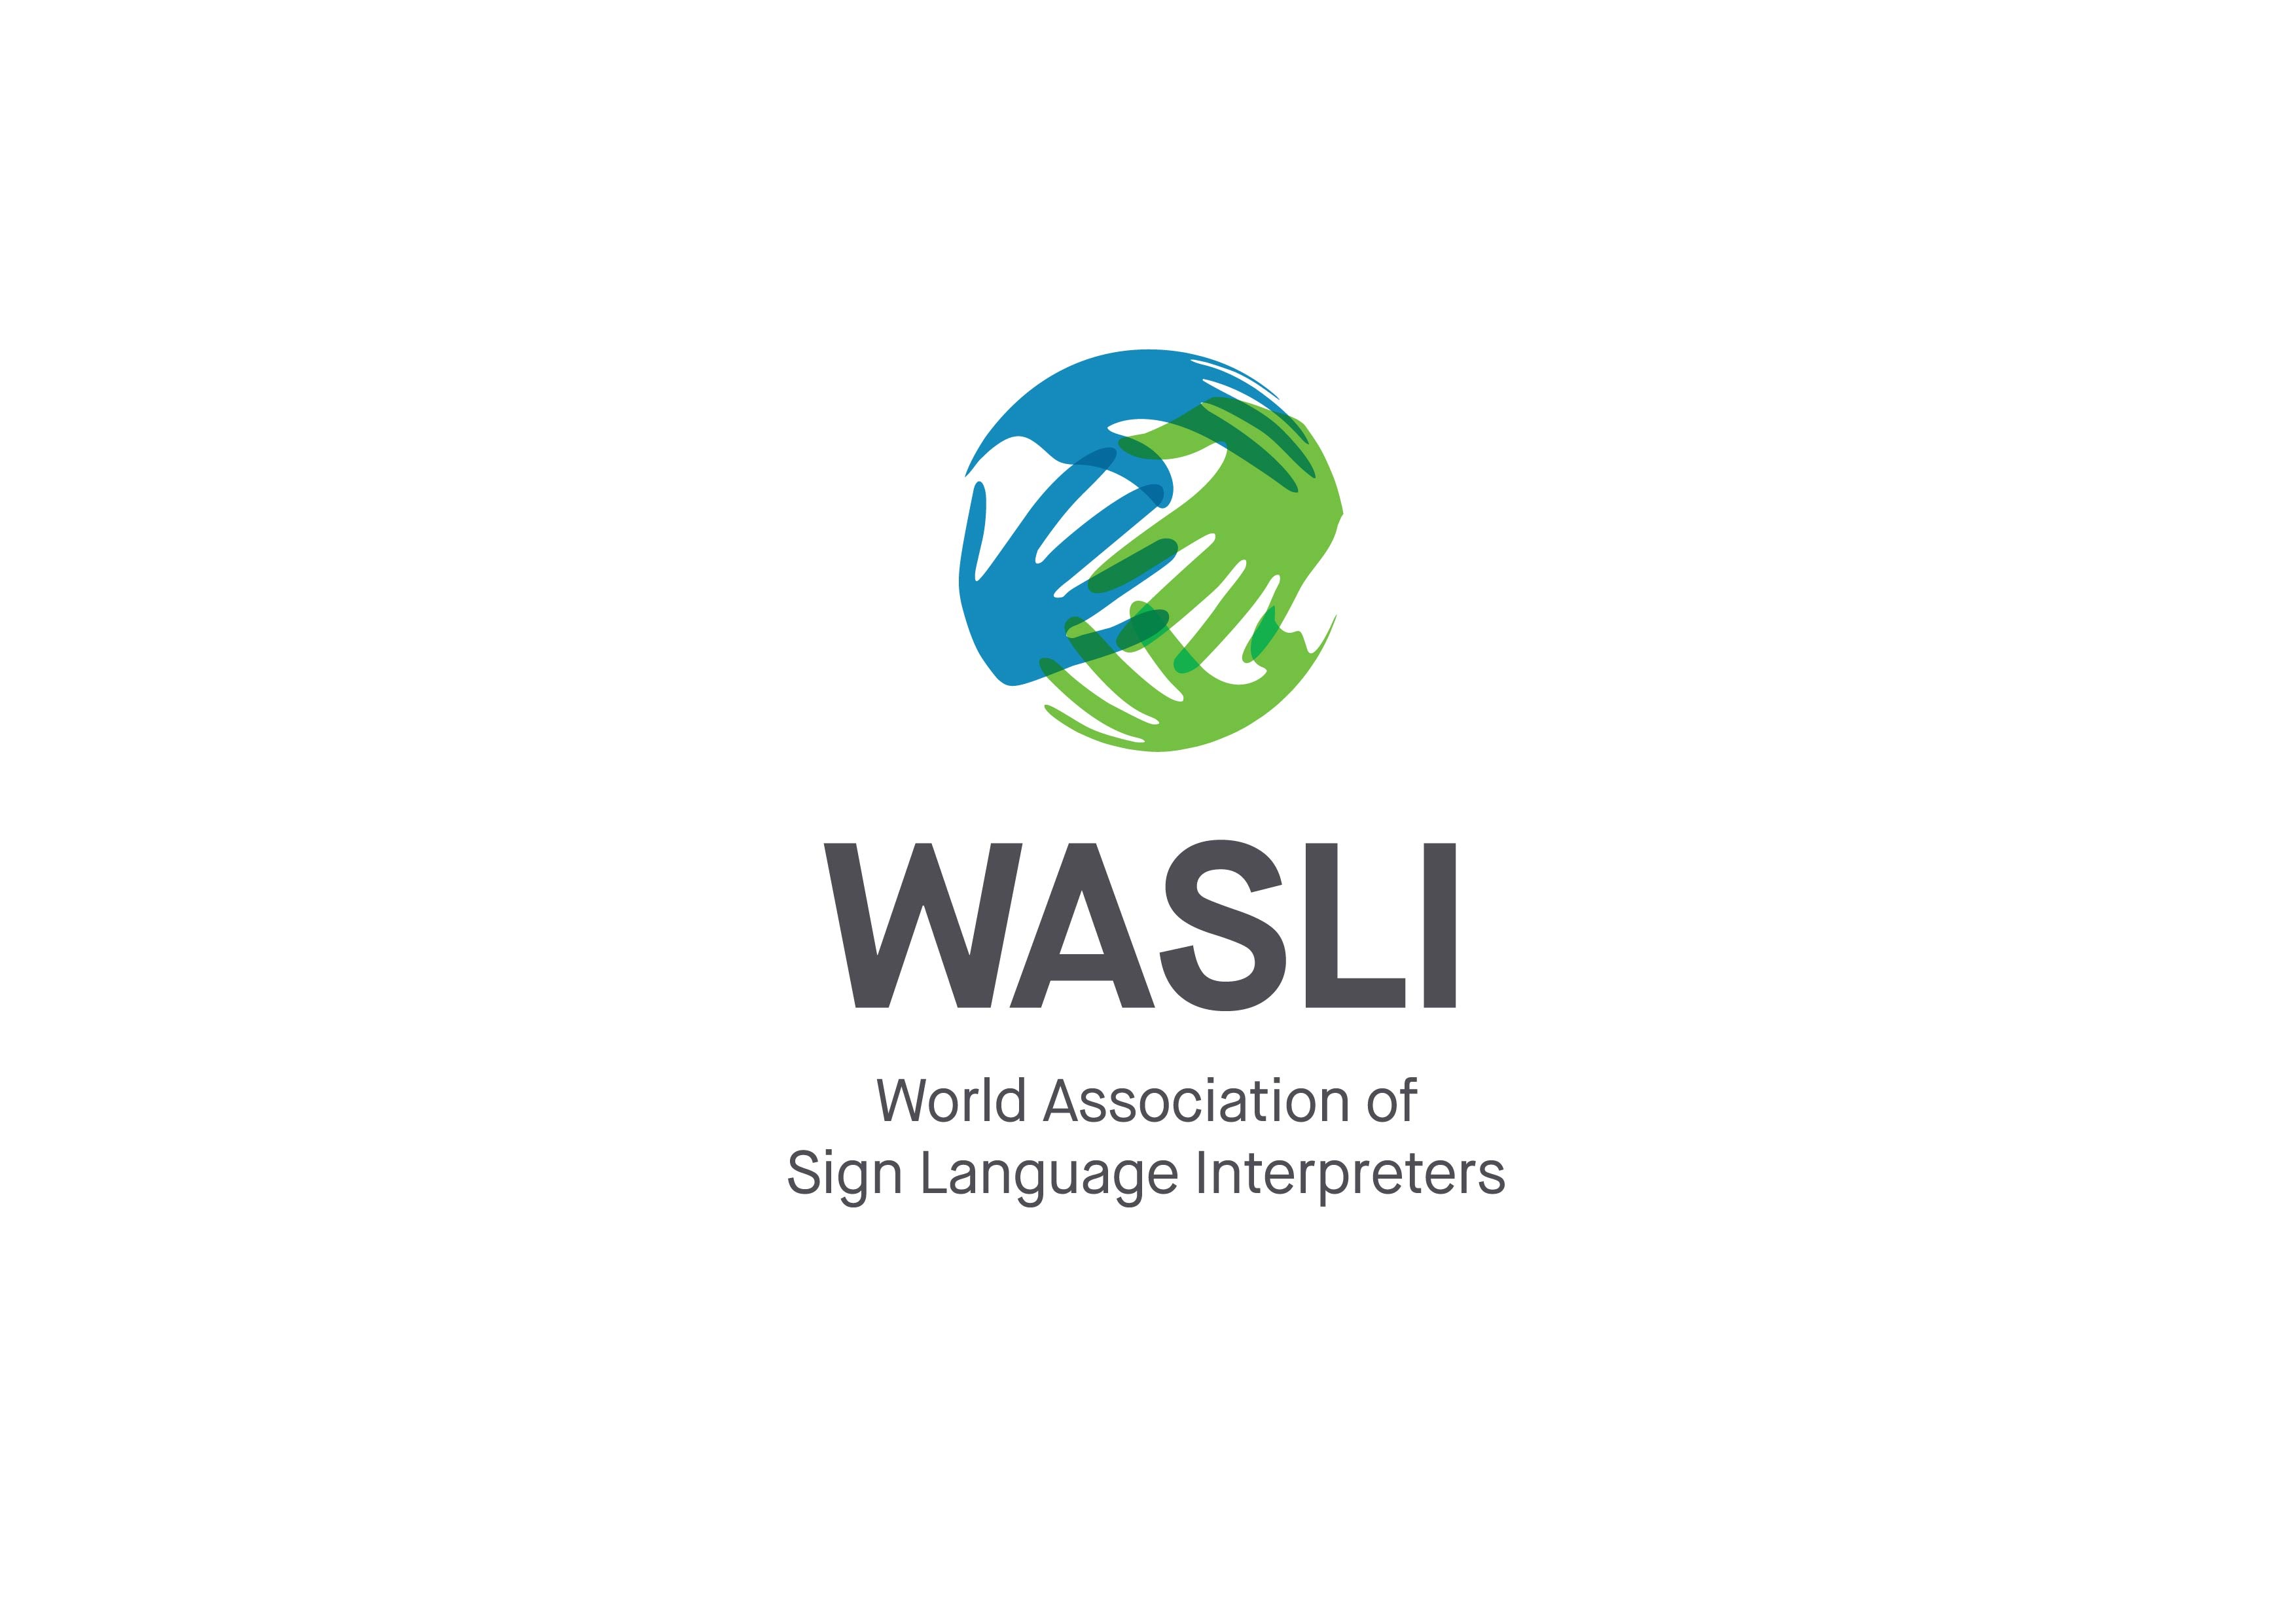 WASLI
World Association of
Sign Language Interpreters